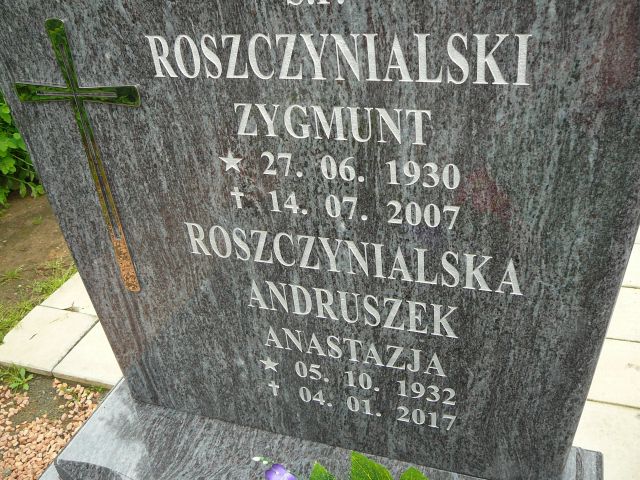 Ś.P.
ROSZCZYNIALSKI
ZYGMUNT
★ 27. 06. 1930
✝ 14. 07. 2007
ROSZCZYNIALSKA
ANDRUSZEK
ANASTAZJA
★ 05. 10. 1932
✝ 04. 01. 2017